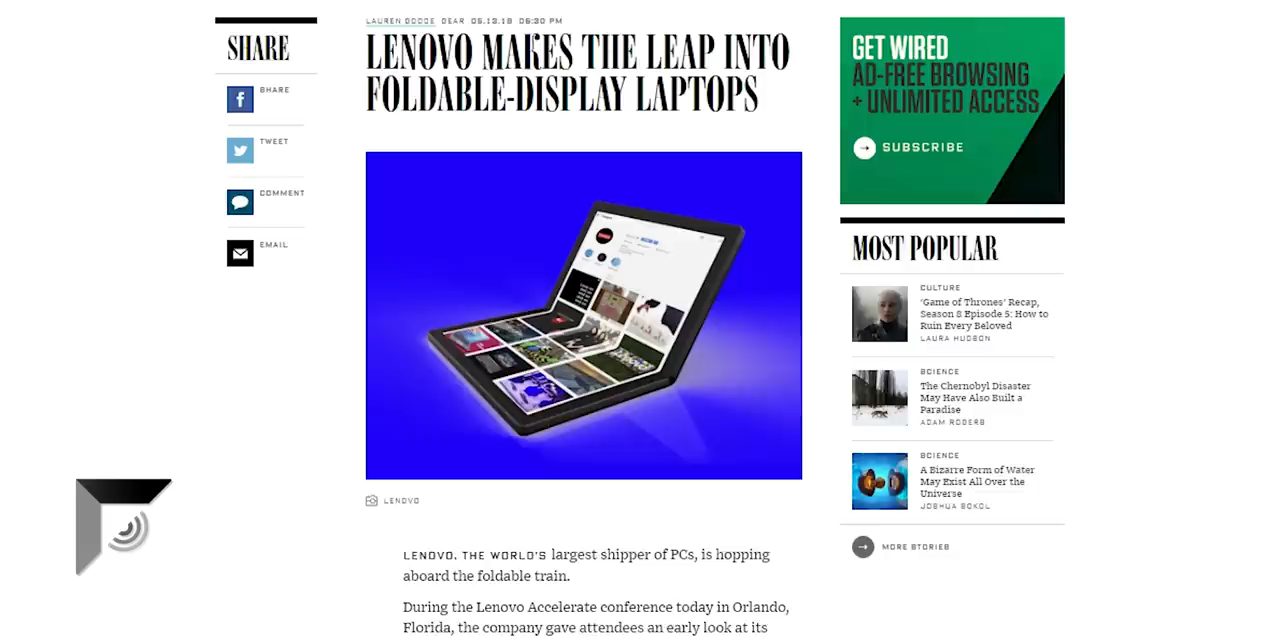 SHARE
SHARE
TWEET
COMMENT
EMAIL
LAUREN GOODE GEAR 05.13.19 06:30 PM
LENOVO MAKES THE LEAP INTO
FOLDABLE-DISPLAY LAPTOPS
LENOVO
LENOVO, THE WORLD'S largest shipper of PCs, is hopping
aboard the foldable train.
During the Lenovo Accelerate conference today in Orlando,
Florida, the company gave attendees an early look at its
GET WIRED
AD-FREE BROWSING
+ UNLIMITED ACCESS
SUBSCRIBE
MOST POPULAR
CULTURE
'Game of Thrones' Recap,
Season 8 Episode 5: How to
Ruin Every Beloved
LAURA HUDSON
SCIENCE
The Chernobyl Disaster
May Have Also Built a
Paradise
ADAM ROGERS
SCIENCE
A Bizarre Form of Water
May Exist All Over the
Universe
JOSHUA SOKOL
MORE STORIES